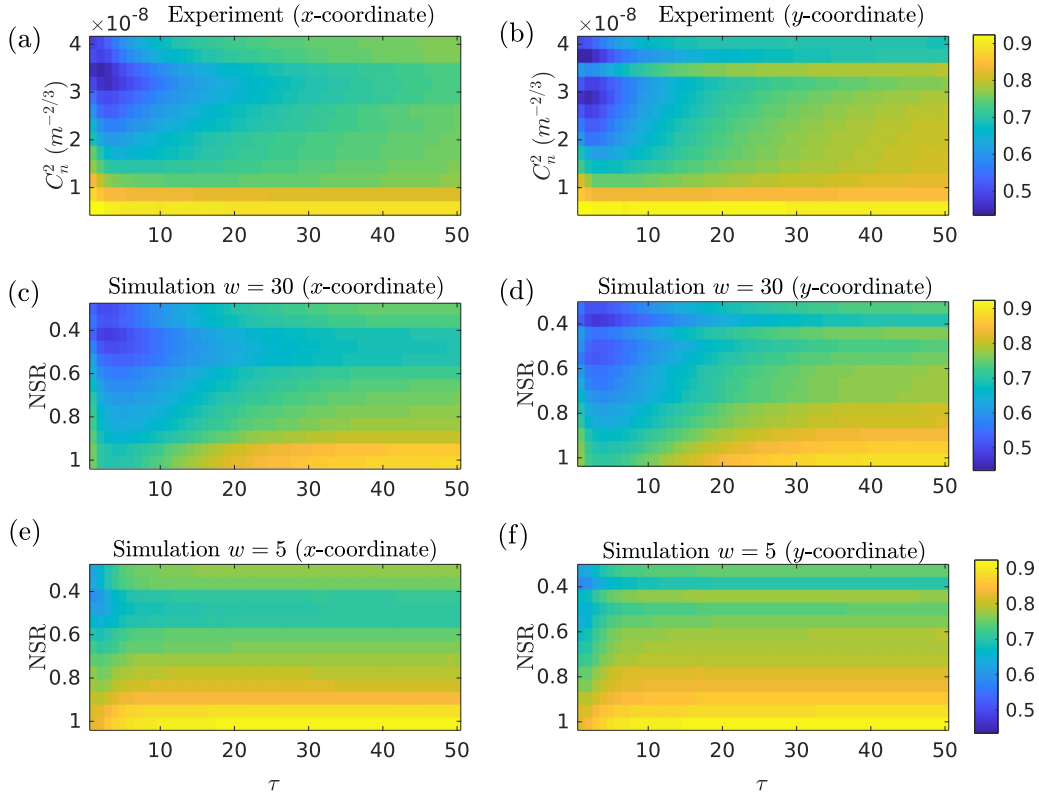 (a)
×10⁻⁸
Experiment (x-coordinate)
4
3
2
1
C²ₙ (m⁻²/³)
10 20 30 40 50
(b)
×10⁻⁸
Experiment (y-coordinate)
4
3
2
1
C²ₙ (m⁻²/³)
10 20 30 40 50
0.9
0.8
0.7
0.6
0.5
(c)
Simulation w = 30 (x-coordinate)
0.4
0.6
0.8
1
NSR
10 20 30 40 50
(d)
Simulation w = 30 (y-coordinate)
0.4
0.6
0.8
1
NSR
10 20 30 40 50
0.9
0.8
0.7
0.6
0.5
(e)
Simulation w = 5 (x-coordinate)
0.4
0.6
0.8
1
NSR
10 20 30 40 50
τ
(f)
Simulation w = 5 (y-coordinate)
0.4
0.6
0.8
1
NSR
10 20 30 40 50
τ
0.9
0.8
0.7
0.6
0.5